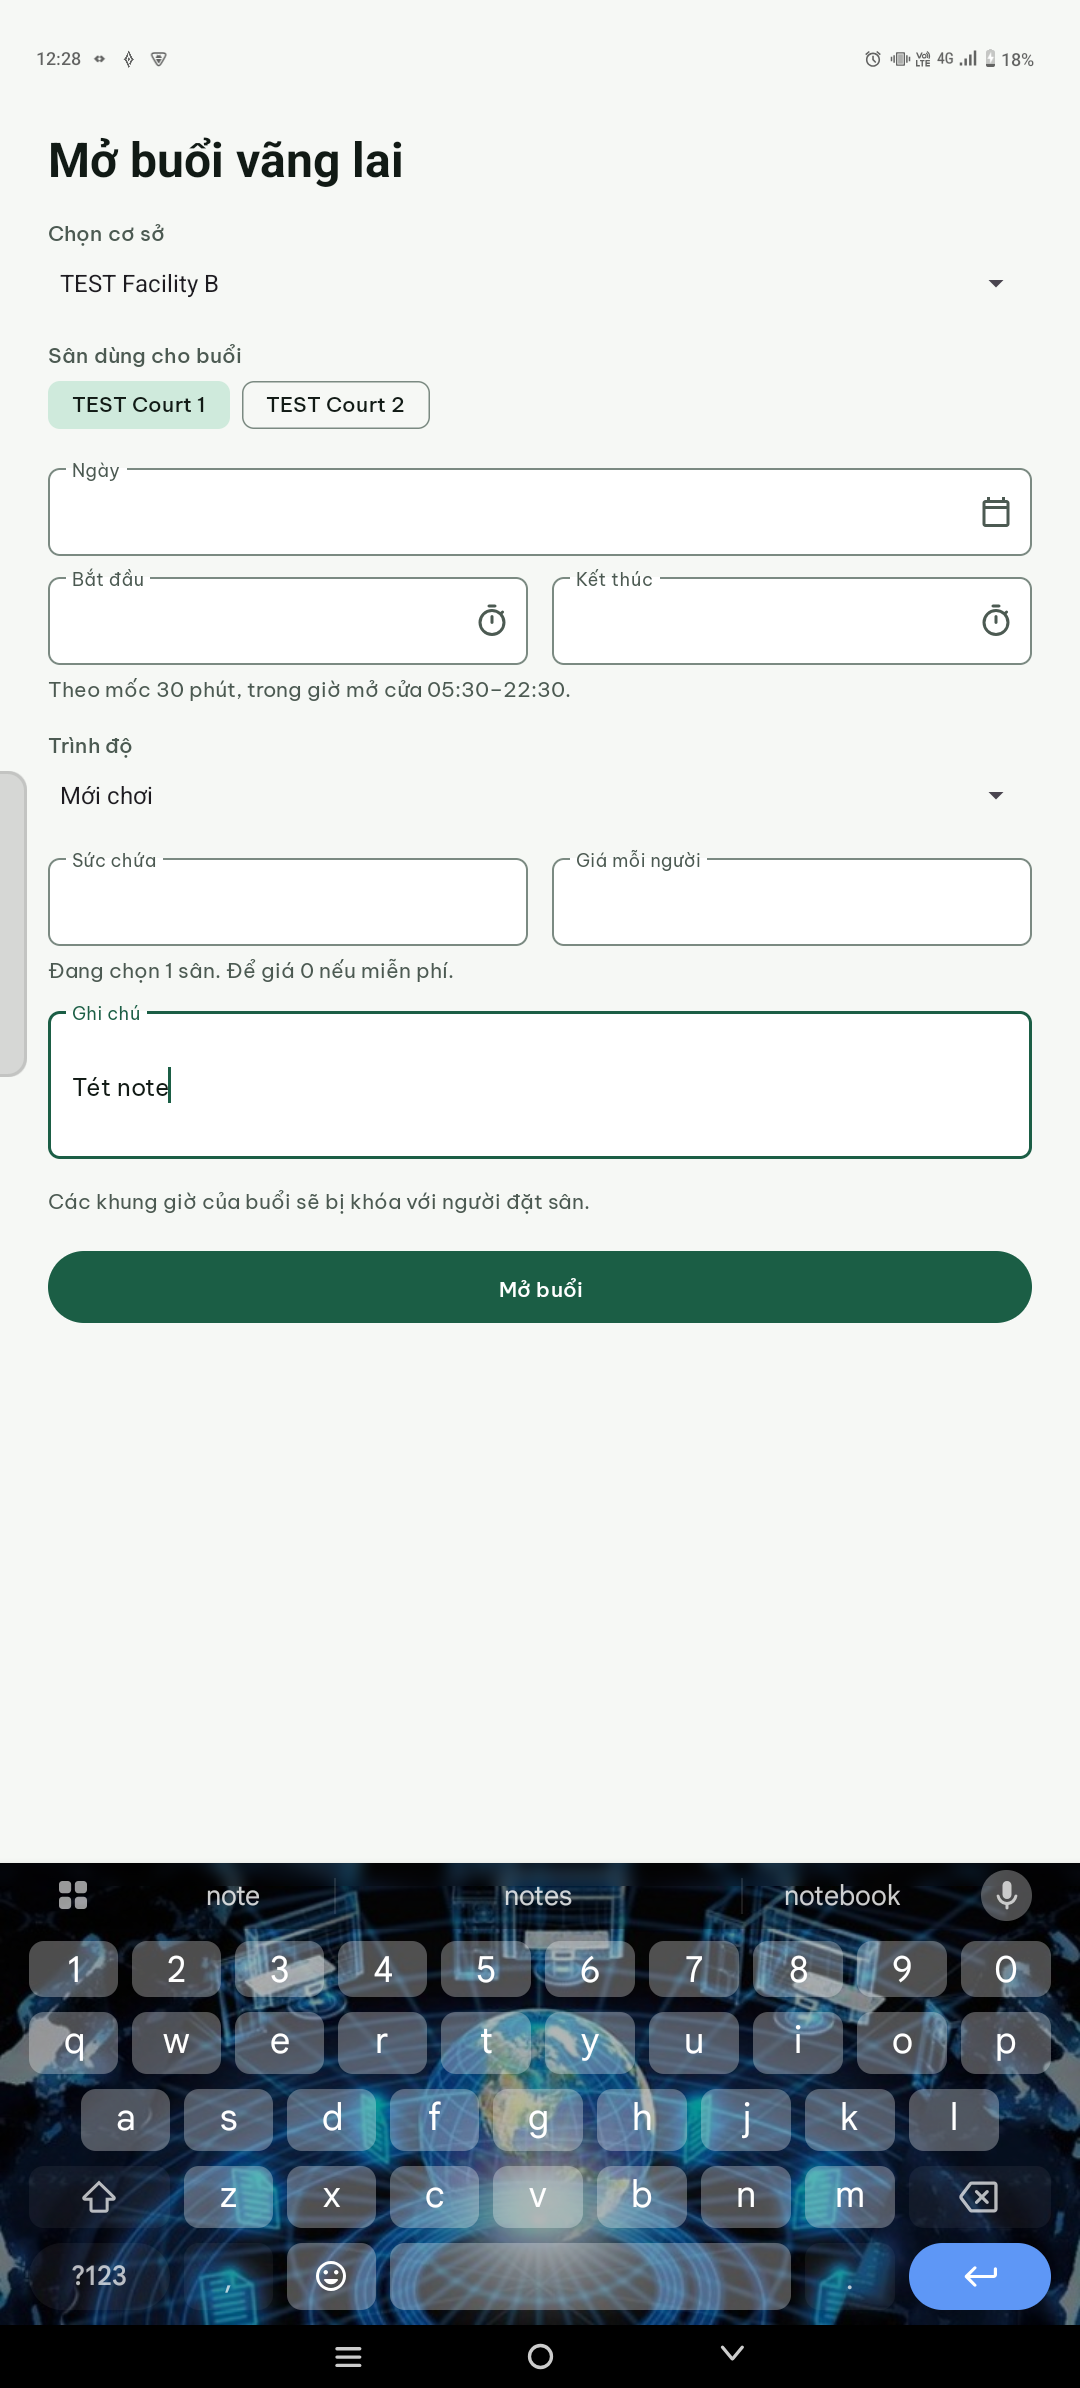 12:28
VoLTE 4G 18%
Mở buổi vãng lai
Chọn cơ sở
TEST Facility B
Sân dùng cho buổi
TEST Court 1 TEST Court 2
Ngày
Bắt đầu Kết thúc
Theo mốc 30 phút, trong giờ mở cửa 05:30–22:30.
Trình độ
Mới chơi
Sức chứa Giá mỗi người
Đang chọn 1 sân. Để giá 0 nếu miễn phí.
Ghi chú
Tét note
Các khung giờ của buổi sẽ bị khóa với người đặt sân.
Mở buổi
note notes notebook
1 2 3 4 5 6 7 8 9 0
q w e r t y u i o p
a s d f g h j k l
z x c v b n m
?123 , .